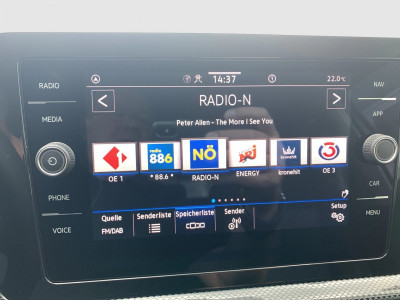 RADIO
MEDIA
PHONE
VOICE
14:37
22.0°C
RADIO-N
Peter Allen - The More I See You
radio
886
NÖ
NRJ
kronehit
Ö3
OE 1
* 88.6 *
RADIO-N
ENERGY
kronehit
OE 3
Quelle
FM/DAB
Senderliste
Speicherliste
Sender
Setup
NAV
APP
CAR
MENU